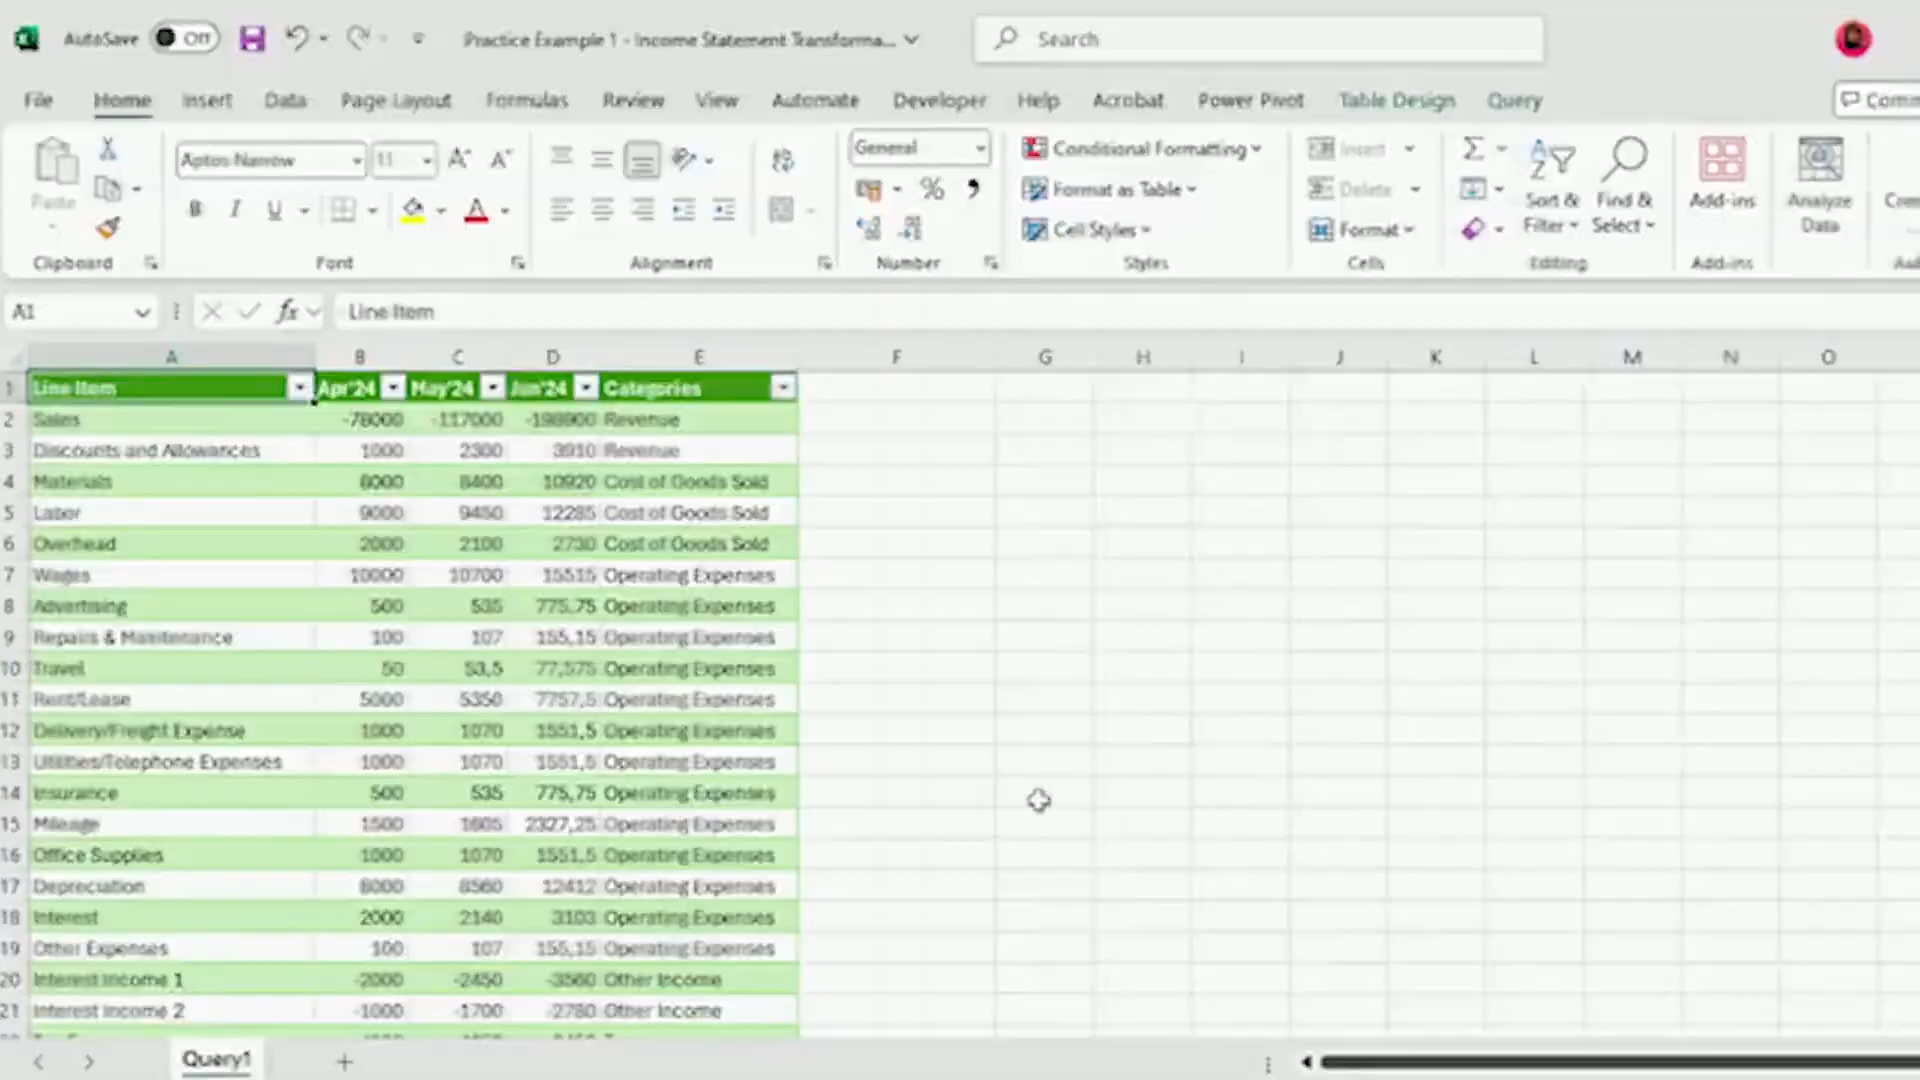 AutoSave Off Practice Example 1 - Income Statement Transforma... Search
File Home Insert Data Page Layout Formulas Review View Automate Developer Help Acrobat Power Pivot Table Design Query Comm
Paste
Clipboard
Aptos Narrow 11
B I U
Font
Alignment
General
Number
Conditional Formatting
Format as Table
Cell Styles
Styles
Insert
Delete
Format
Cells
Sort & Filter
Find & Select
Editing
Add-ins
Add-ins
Analyze Data
A1 fx Line Item
A B C D E F G H I J K L M N O
1 Line Item Apr'24 May'24 Jun'24 Categories
2 Sales -78000 -117000 -198900 Revenue
3 Discounts and Allowances 1000 2300 3910 Revenue
4 Materials 8000 8400 10920 Cost of Goods Sold
5 Labor 9000 9450 12285 Cost of Goods Sold
6 Overhead 2000 2100 2730 Cost of Goods Sold
7 Wages 10000 10700 15515 Operating Expenses
8 Advertising 500 535 775,75 Operating Expenses
9 Repairs & Maintenance 100 107 155,15 Operating Expenses
10 Travel 50 53,5 77,575 Operating Expenses
11 Rent/Lease 5000 5350 7757,5 Operating Expenses
12 Delivery/Freight Expense 1000 1070 1551,5 Operating Expenses
13 Utilities/Telephone Expenses 1000 1070 1551,5 Operating Expenses
14 Insurance 500 535 775,75 Operating Expenses
15 Mileage 1500 1605 2327,25 Operating Expenses
16 Office Supplies 1000 1070 1551,5 Operating Expenses
17 Depreciation 8000 8560 12412 Operating Expenses
18 Interest 2000 2140 3103 Operating Expenses
19 Other Expenses 100 107 155,15 Operating Expenses
20 Interest Income 1 -2000 -2450 -3560 Other Income
21 Interest Income 2 -1000 -1700 -2780 Other Income
Query1